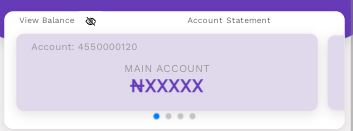 View Balance Account Statement
Account: 4550000120
MAIN ACCOUNT
₦XXXXX